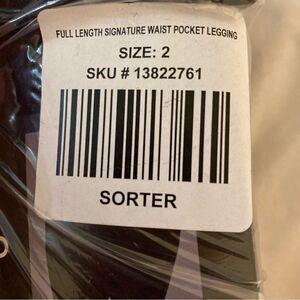 FULL LENGTH SIGNATURE WAIST POCKET LEGGING
SIZE: 2
SKU # 13822761
SORTER